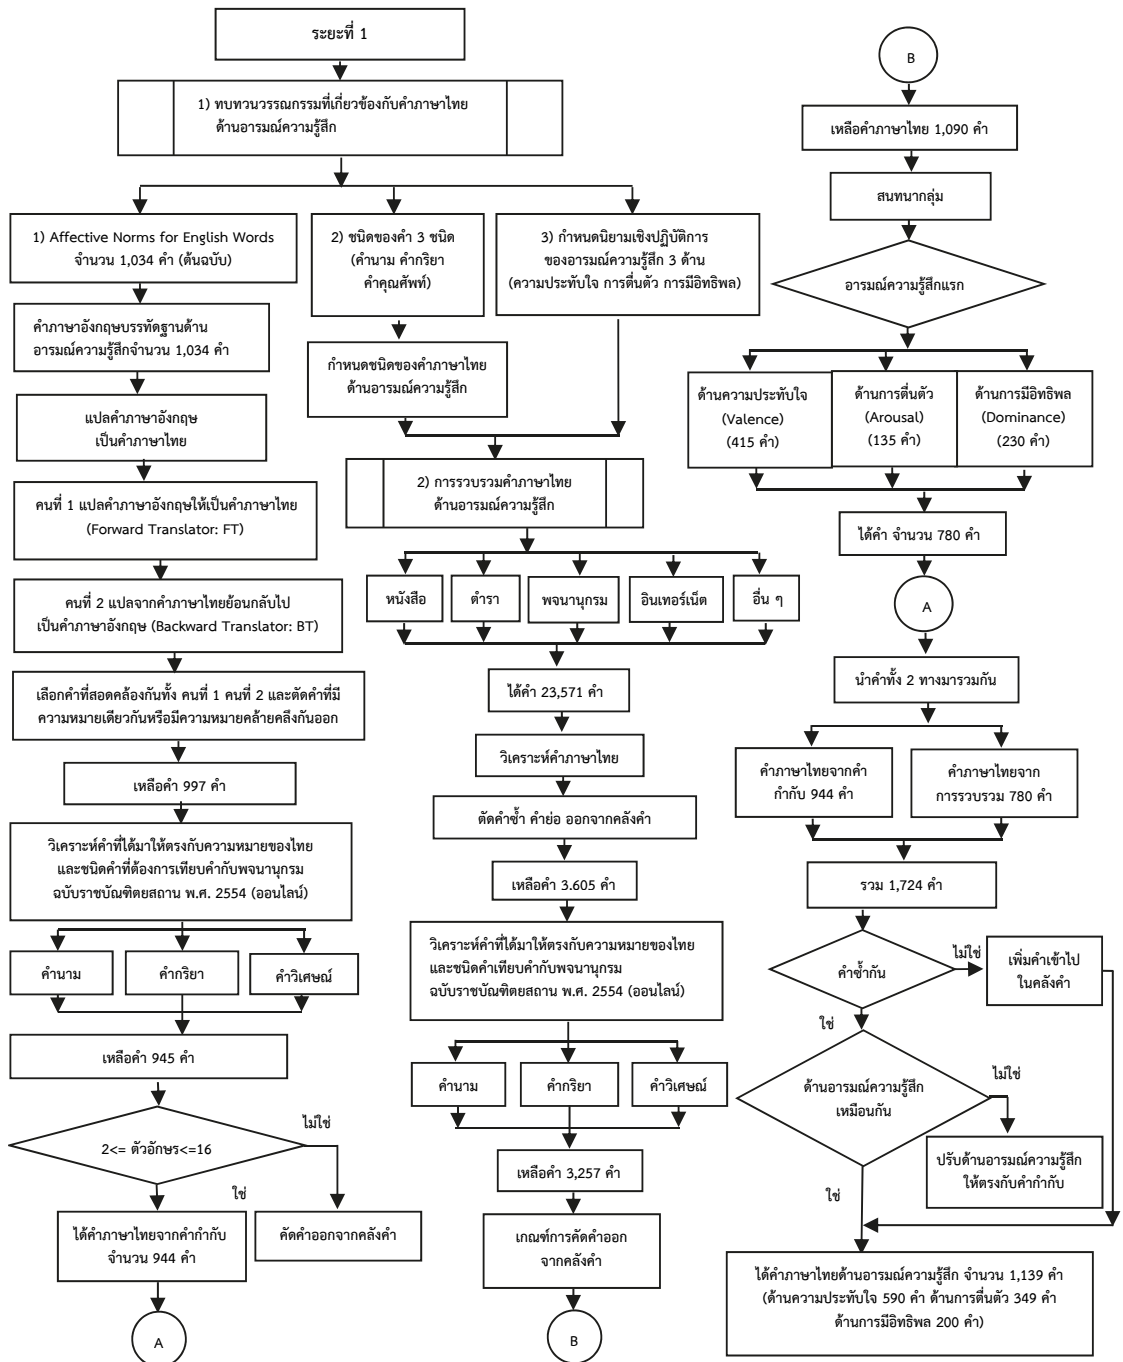 ระยะที่ 1
1) ทบทวนวรรณกรรมที่เกี่ยวข้องกับคำภาษาไทย
ด้านอารมณ์ความรู้สึก
1) Affective Norms for English Words
จำนวน 1,034 คำ (ต้นฉบับ)
2) ชนิดของคำ 3 ชนิด
(คำนาม คำกริยา
คำคุณศัพท์)
3) กำหนดนิยามเชิงปฏิบัติการ
ของอารมณ์ความรู้สึก 3 ด้าน
(ความประทับใจ การตื่นตัว การมีอิทธิพล)
คำภาษาอังกฤษบรรทัดฐานด้าน
อารมณ์ความรู้สึกจำนวน 1,034 คำ
กำหนดชนิดของคำภาษาไทย
ด้านอารมณ์ความรู้สึก
แปลคำภาษาอังกฤษ
เป็นคำภาษาไทย
คนที่ 1 แปลคำภาษาอังกฤษให้เป็นคำภาษาไทย
(Forward Translator: FT)
คนที่ 2 แปลจากคำภาษาไทยย้อนกลับไป
เป็นคำภาษาอังกฤษ (Backward Translator: BT)
เลือกคำที่สอดคล้องกันทั้ง คนที่ 1 คนที่ 2 และตัดคำที่มี
ความหมายเดียวกันหรือมีความหมายคล้ายคลึงกันออก
เหลือคำ 997 คำ
วิเคราะห์คำที่ได้มาให้ตรงกับความหมายของไทย
และชนิดคำที่ต้องการเทียบคำกับพจนานุกรม
ฉบับราชบัณฑิตยสถาน พ.ศ. 2554 (ออนไลน์)
คำนาม
คำกริยา
คำวิเศษณ์
เหลือคำ 945 คำ
2<= ตัวอักษร<=16
ไม่ใช่
ใช่
ได้คำภาษาไทยจากคำกำกับ
จำนวน 944 คำ
คัดคำออกจากคลังคำ
A
2) การรวบรวมคำภาษาไทย
ด้านอารมณ์ความรู้สึก
หนังสือ
ตำรา
พจนานุกรม
อินเทอร์เน็ต
อื่น ๆ
ได้คำ 23,571 คำ
วิเคราะห์คำภาษาไทย
ตัดคำซ้ำ คำย่อ ออกจากคลังคำ
เหลือคำ 3.605 คำ
วิเคราะห์คำที่ได้มาให้ตรงกับความหมายของไทย
และชนิดคำเทียบคำกับพจนานุกรม
ฉบับราชบัณฑิตยสถาน พ.ศ. 2554 (ออนไลน์)
คำนาม
คำกริยา
คำวิเศษณ์
เหลือคำ 3,257 คำ
เกณฑ์การคัดคำออก
จากคลังคำ
B
B
เหลือคำภาษาไทย 1,090 คำ
สนทนากลุ่ม
อารมณ์ความรู้สึกแรก
ด้านความประทับใจ
(Valence)
(415 คำ)
ด้านการตื่นตัว
(Arousal)
(135 คำ)
ด้านการมีอิทธิพล
(Dominance)
(230 คำ)
ได้คำ จำนวน 780 คำ
A
นำคำทั้ง 2 ทางมารวมกัน
คำภาษาไทยจากคำ
กำกับ 944 คำ
คำภาษาไทยจาก
การรวบรวม 780 คำ
รวม 1,724 คำ
คำซ้ำกัน
ไม่ใช่
เพิ่มคำเข้าไป
ในคลังคำ
ใช่
ด้านอารมณ์ความรู้สึก
เหมือนกัน
ไม่ใช่
ปรับด้านอารมณ์ความรู้สึก
ให้ตรงกับคำกำกับ
ใช่
ได้คำภาษาไทยด้านอารมณ์ความรู้สึก จำนวน 1,139 คำ
(ด้านความประทับใจ 590 คำ ด้านการตื่นตัว 349 คำ
ด้านการมีอิทธิพล 200 คำ)